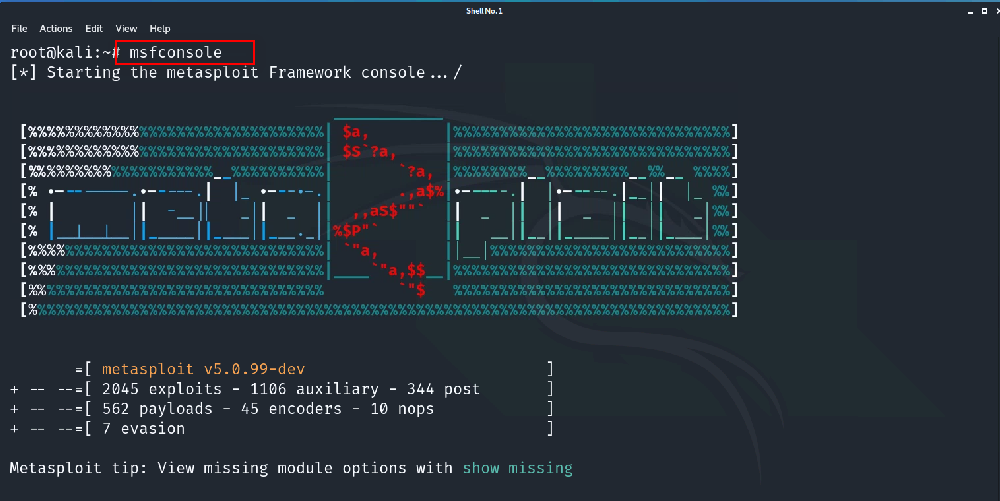 Shell No. 1
File Actions Edit View Help
root@kali:~# msfconsole
[*] Starting the metasploit Framework console.../
metasploit
=[ metasploit v5.0.99-dev ]
+ -- --=[ 2045 exploits - 1106 auxiliary - 344 post ]
+ -- --=[ 562 payloads - 45 encoders - 10 nops ]
+ -- --=[ 7 evasion ]
Metasploit tip: View missing module options with show missing